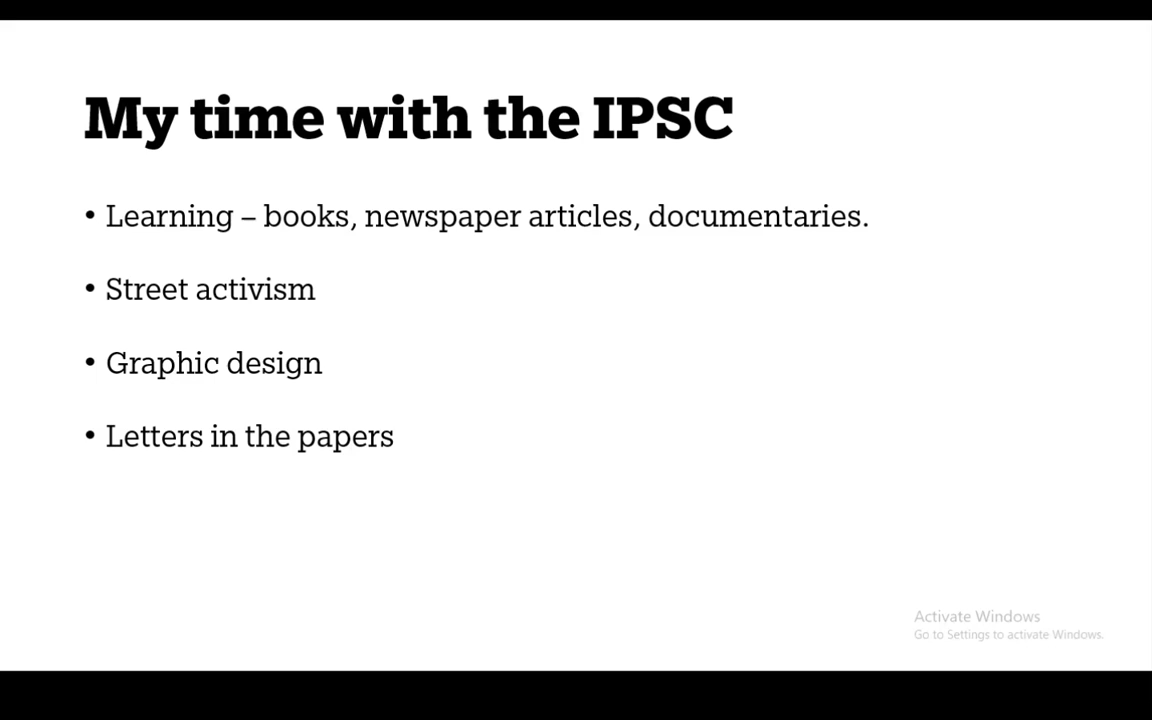 My time with the IPSC
• Learning – books, newspaper articles, documentaries.
• Street activism
• Graphic design
• Letters in the papers
Activate Windows
Go to Settings to activate Windows.